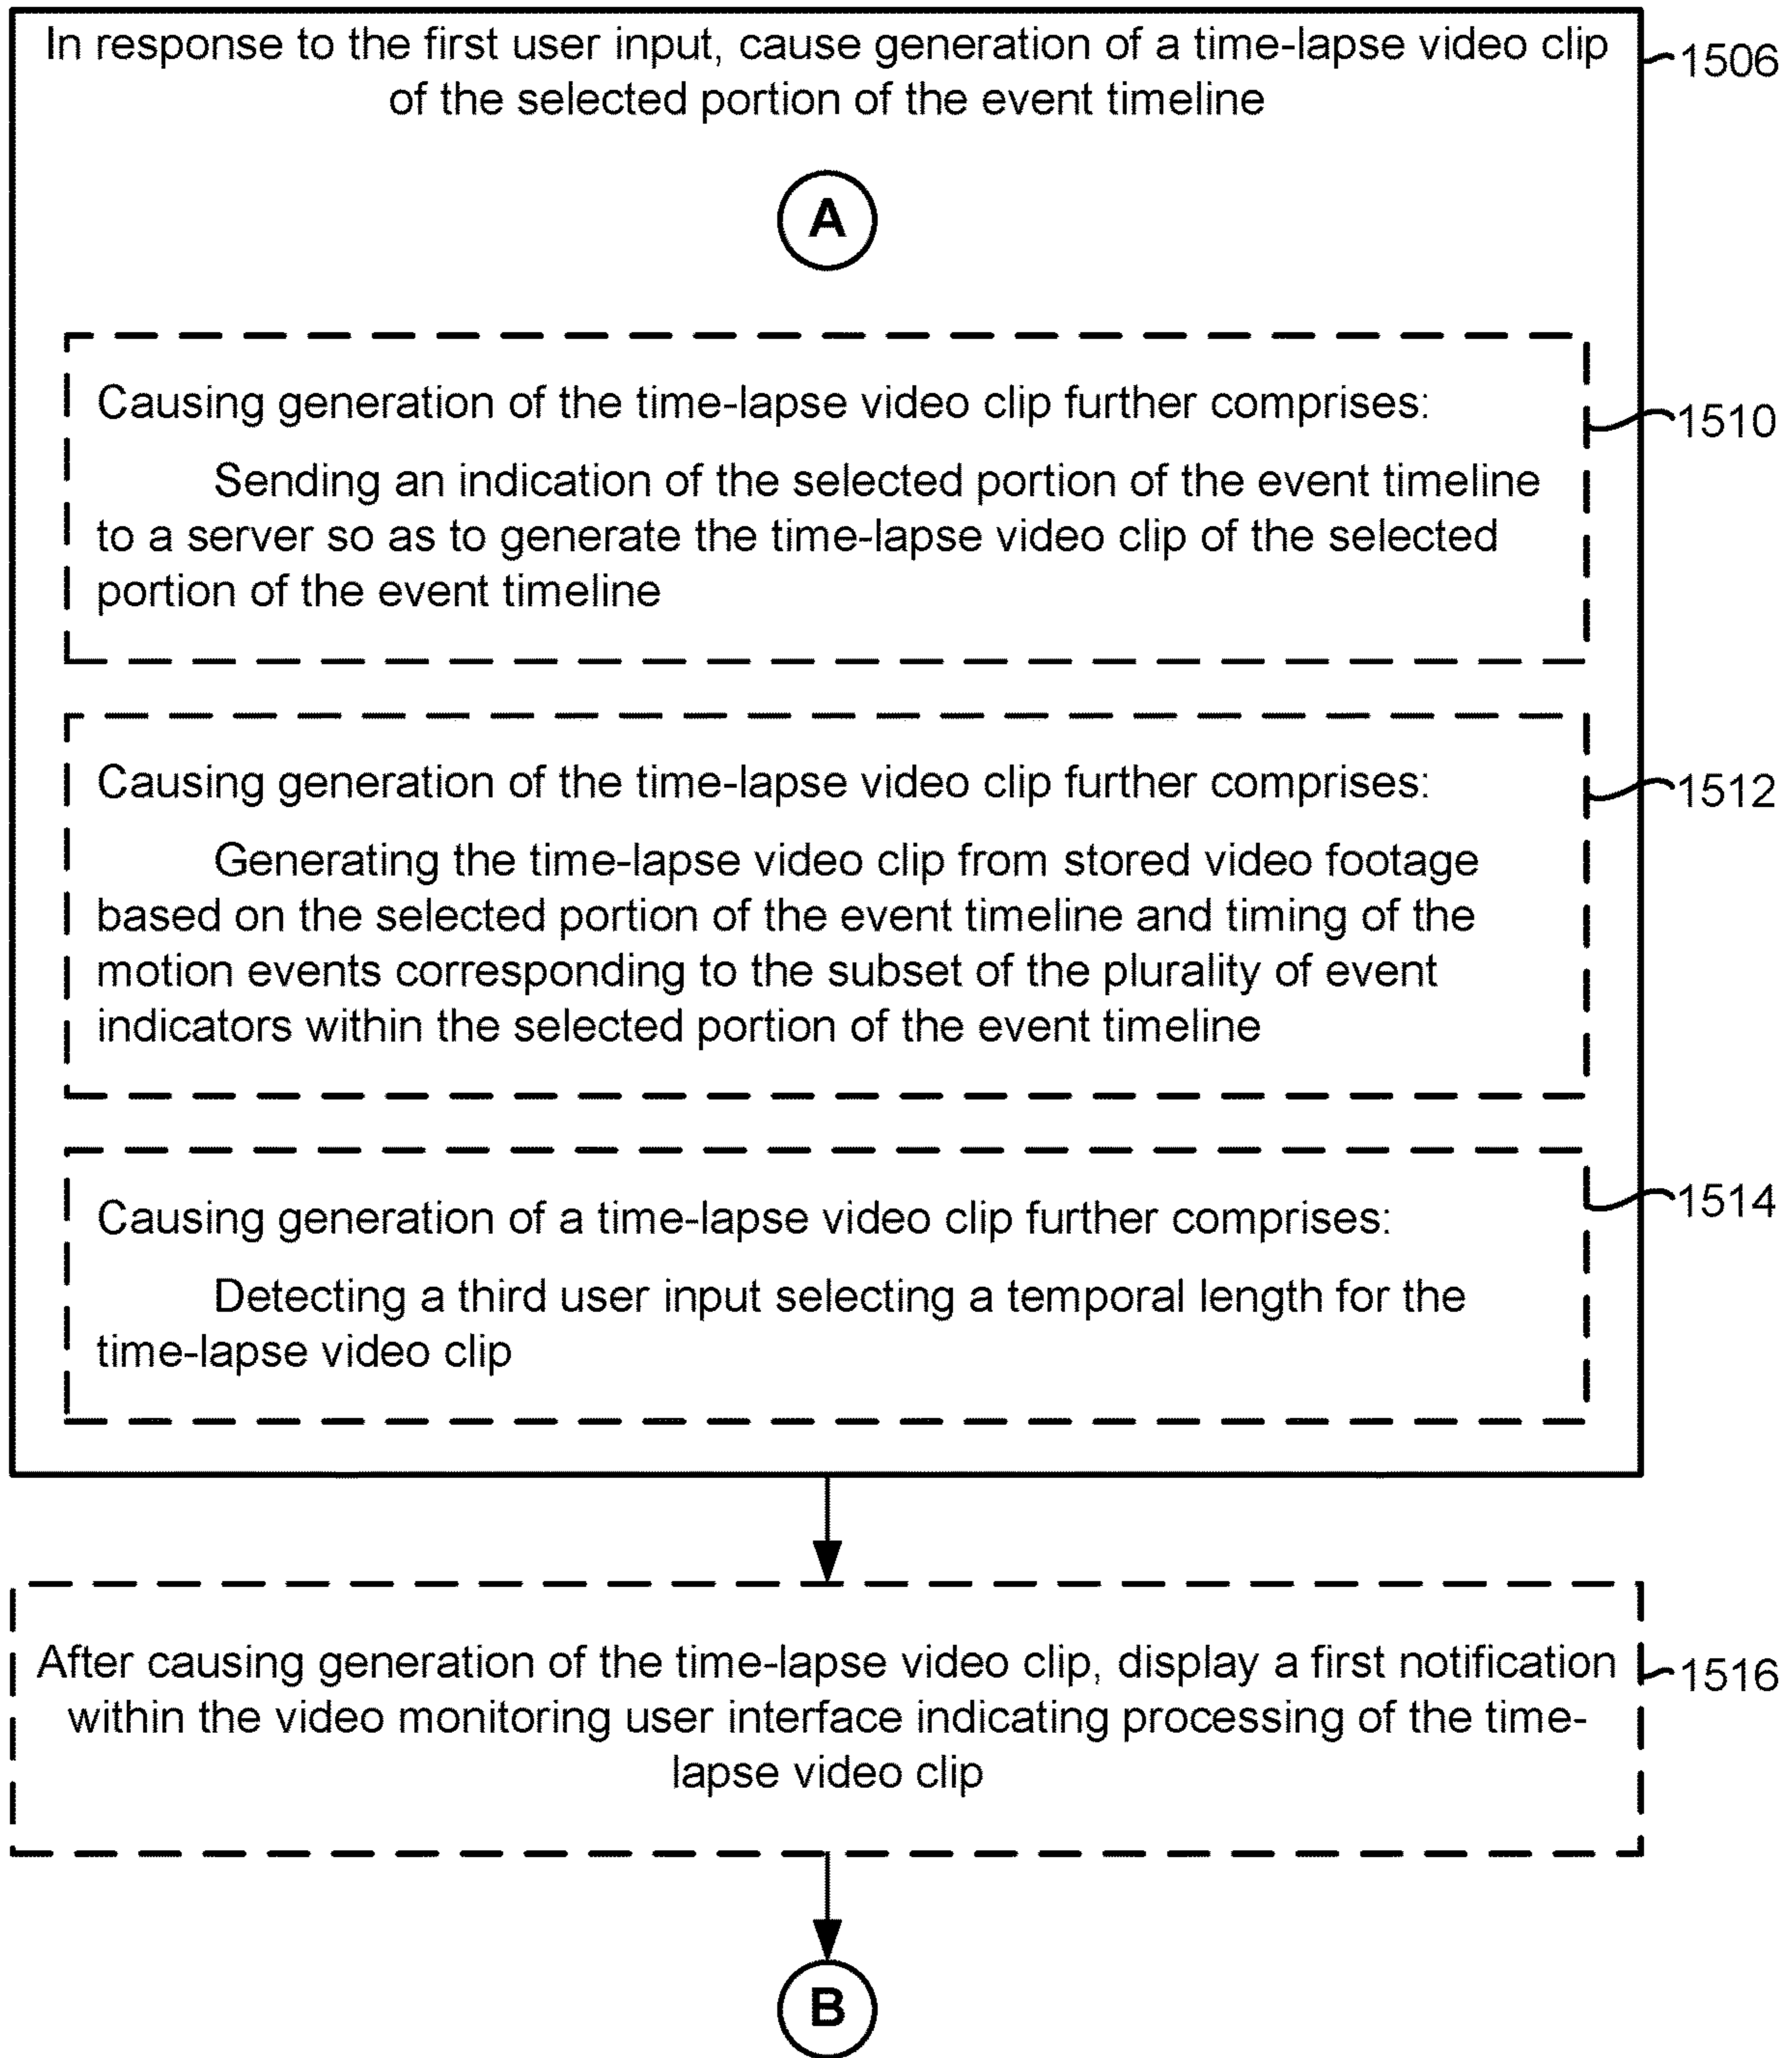 In response to the first user input, cause generation of a time-lapse video clip
of the selected portion of the event timeline
1506
A
Causing generation of the time-lapse video clip further comprises:
1510
Sending an indication of the selected portion of the event timeline
to a server so as to generate the time-lapse video clip of the selected
portion of the event timeline
Causing generation of the time-lapse video clip further comprises:
1512
Generating the time-lapse video clip from stored video footage
based on the selected portion of the event timeline and timing of the
motion events corresponding to the subset of the plurality of event
indicators within the selected portion of the event timeline
Causing generation of a time-lapse video clip further comprises:
1514
Detecting a third user input selecting a temporal length for the
time-lapse video clip
After causing generation of the time-lapse video clip, display a first notification
1516
within the video monitoring user interface indicating processing of the time-
lapse video clip
B